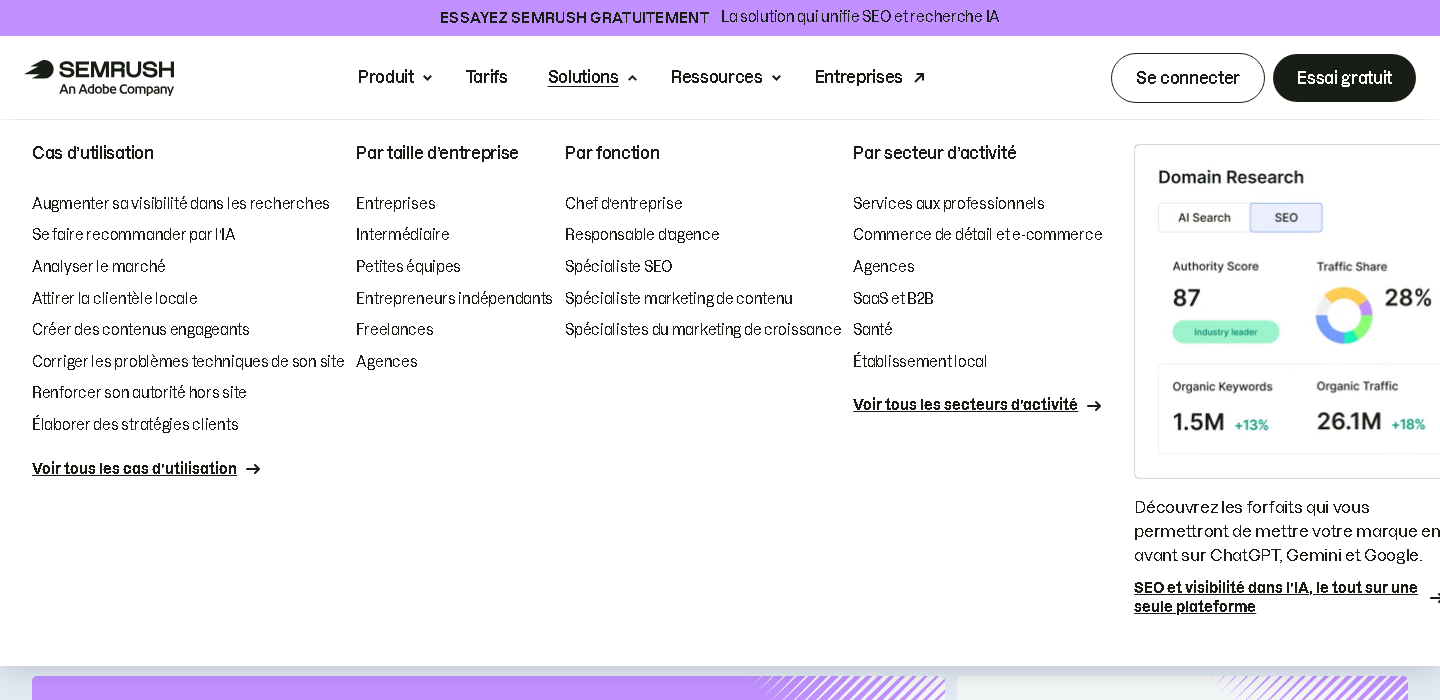 ESSAYEZ SEMRUSH GRATUITEMENT La solution qui unifie SEO et recherche IA
SEMRUSH
An Adobe Company
Produit
Tarifs
Solutions
Ressources
Entreprises
Se connecter
Essai gratuit
Cas d'utilisation
Augmenter sa visibilité dans les recherches
Se faire recommander par l'IA
Analyser le marché
Attirer la clientèle locale
Créer des contenus engageants
Corriger les problèmes techniques de son site
Renforcer son autorité hors site
Élaborer des stratégies clients
Voir tous les cas d'utilisation
Par taille d'entreprise
Entreprises
Intermédiaire
Petites équipes
Entrepreneurs indépendants
Freelances
Agences
Par fonction
Chef d'entreprise
Responsable d'agence
Spécialiste SEO
Spécialiste marketing de contenu
Spécialistes du marketing de croissance
Par secteur d'activité
Services aux professionnels
Commerce de détail et e-commerce
Agences
SaaS et B2B
Santé
Établissement local
Voir tous les secteurs d'activité
Domain Research
AI Search
SEO
Authority Score
87
Industry leader
Traffic Share
28%
Organic Keywords
1.5M +13%
Organic Traffic
26.1M +18%
Découvrez les forfaits qui vous
permettront de mettre votre marque en
avant sur ChatGPT, Gemini et Google.
SEO et visibilité dans l'IA, le tout sur une
seule plateforme